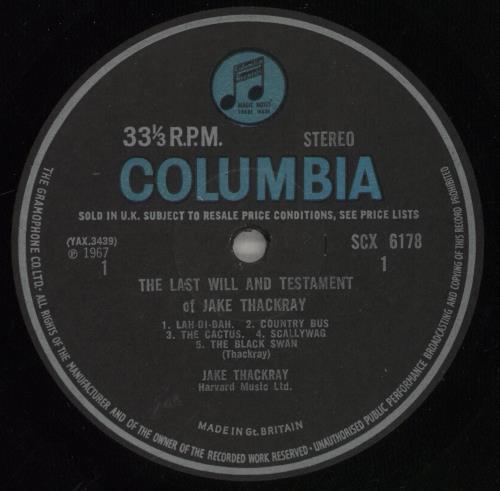 Columbia
Records
MAGIC NOTES
TRADE MARK
33⅓ R.P.M. STEREO
COLUMBIA
SOLD IN U.K. SUBJECT TO RESALE PRICE CONDITIONS, SEE PRICE LISTS
(YAX.3439) SCX 6178
℗ 1967
1 1
THE LAST WILL AND TESTAMENT
of JAKE THACKRAY
1. LAH-DI-DAH. 2. COUNTRY BUS
3. THE CACTUS. 4. SCALLYWAG
5. THE BLACK SWAN
(Thackray)
JAKE THACKRAY
Harvard Music Ltd.
MADE IN Gt. BRITAIN
THE GRAMOPHONE CO. LTD. · ALL RIGHTS OF THE MANUFACTURER AND OF THE OWNER OF THE RECORDED WORK RESERVED · UNAUTHORISED PUBLIC PERFORMANCE BROADCASTING AND COPYING OF THIS RECORD PROHIBITED